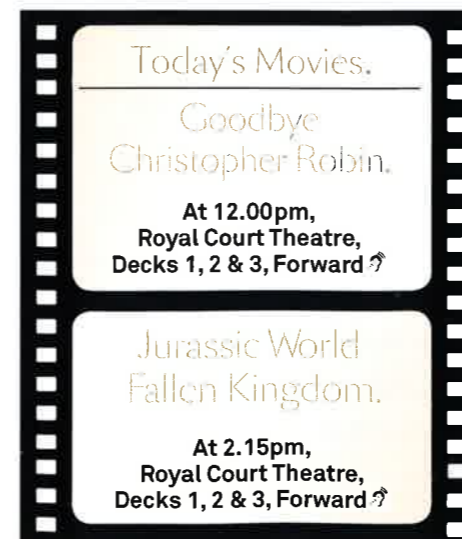 Today's Movies.
Goodbye
Christopher Robin.
At 12.00pm,
Royal Court Theatre,
Decks 1, 2 & 3, Forward
Jurassic World
Fallen Kingdom.
At 2.15pm,
Royal Court Theatre,
Decks 1, 2 & 3, Forward